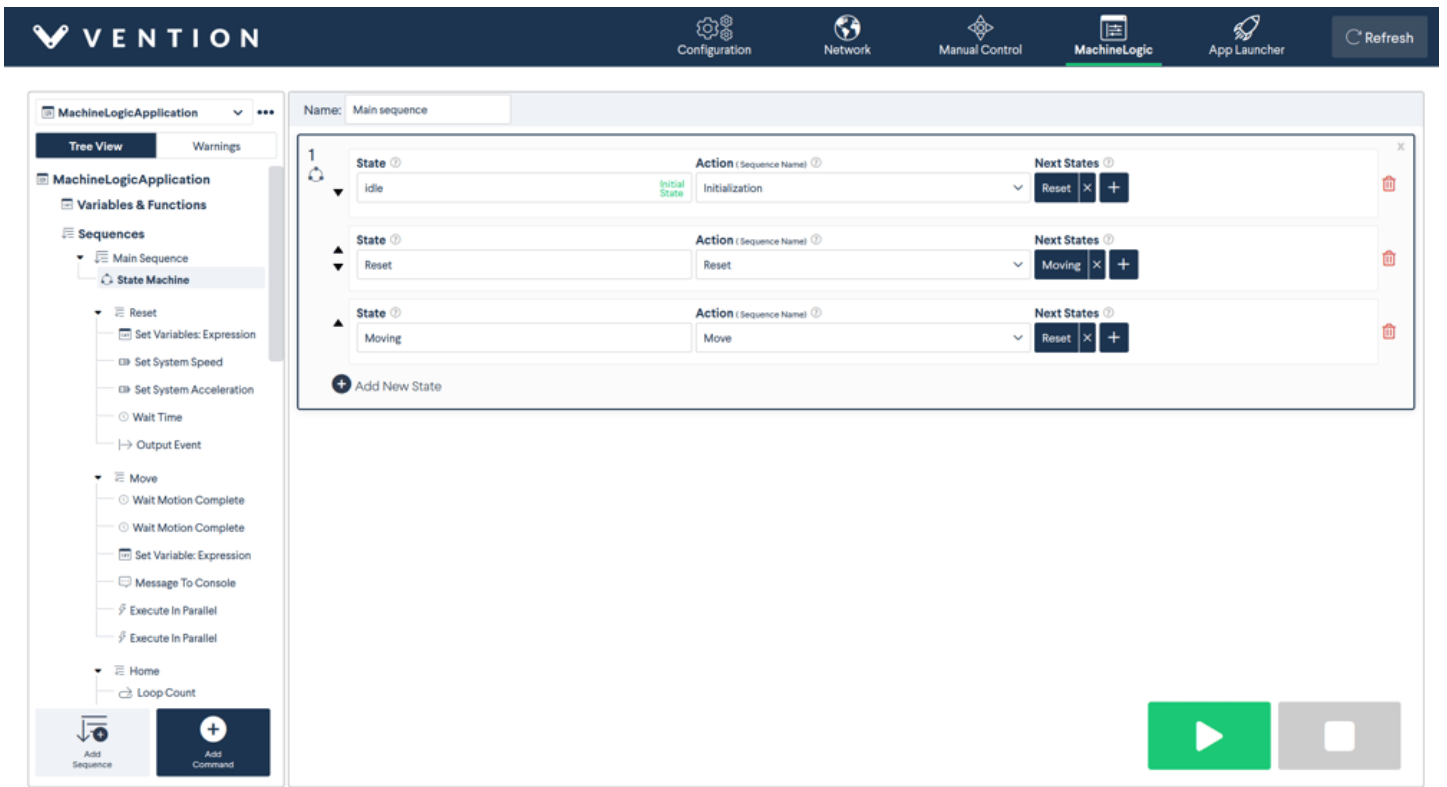 VENTION
Configuration
Network
Manual Control
MachineLogic
App Launcher
Refresh
MachineLogicApplication
Tree View
Warnings
MachineLogicApplication
Variables & Functions
Sequences
Main Sequence
State Machine
Reset
Set Variables: Expression
Set System Speed
Set System Acceleration
Wait Time
Output Event
Move
Wait Motion Complete
Wait Motion Complete
Set Variable: Expression
Message To Console
Execute In Parallel
Execute In Parallel
Home
Loop Count
Add
Sequence
Add
Command
Name: Main sequence
1
x
State ? Action (Sequence Name) ? Next States ?
idle Initial State Initialization Reset × +
State ? Action (Sequence Name) ? Next States ?
Reset Reset Moving × +
State ? Action (Sequence Name) ? Next States ?
Moving Move Reset × +
Add New State